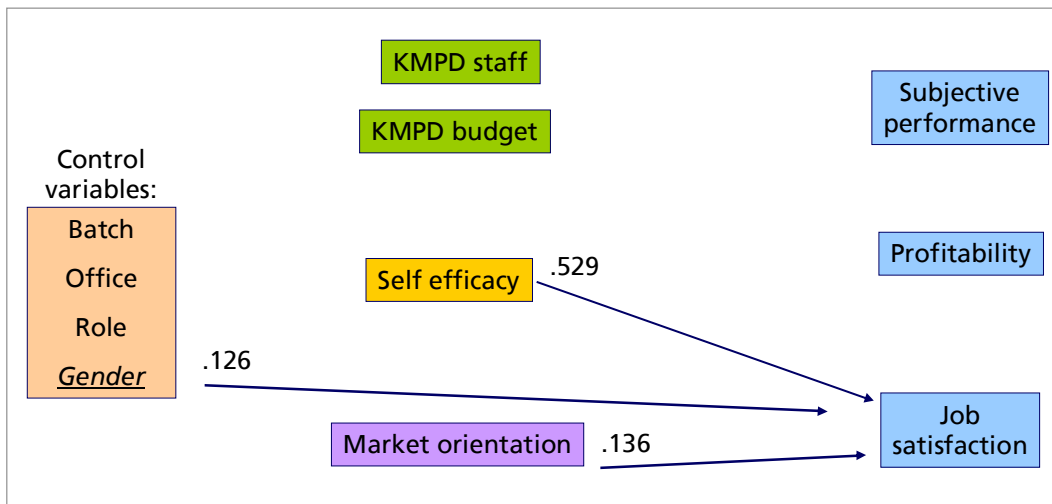 KMPD staff
KMPD budget
Subjective
performance
Control
variables:
Batch
Office
Role
Gender
Self efficacy
.529
Profitability
.126
Market orientation
.136
Job
satisfaction